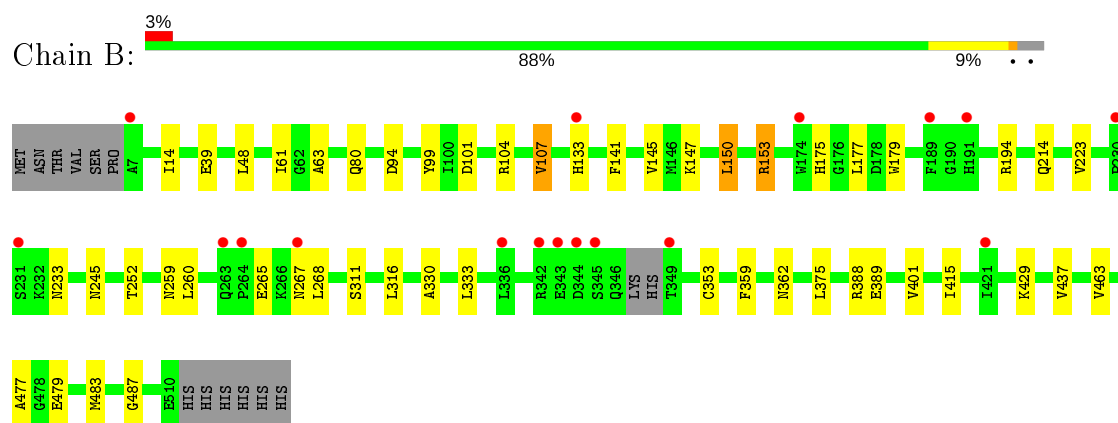 3%
Chain B:
88% 9% • •
MET ASN THR VAL SER PRO A7 I14 E39 L48 I61 G62 A63 Q80 D94 Y99 I100 D101 R104 V107 H133 F141 V145 M146 K147 L150 R153 W174 H175 G176 L177 D178 W179 F189 G190 H191 R194 Q214 V223 P230
S231 K232 N233 N245 T252 N259 L260 Q263 P264 E265 K266 N267 L268 S311 L316 A330 L333 L336 R342 E343 D344 S345 Q346 LYS HIS T349 C353 F359 N362 L375 R388 E389 V401 I415 I421 K429 V437 V463
A477 G478 E479 M483 G487 E510 HIS HIS HIS HIS HIS HIS